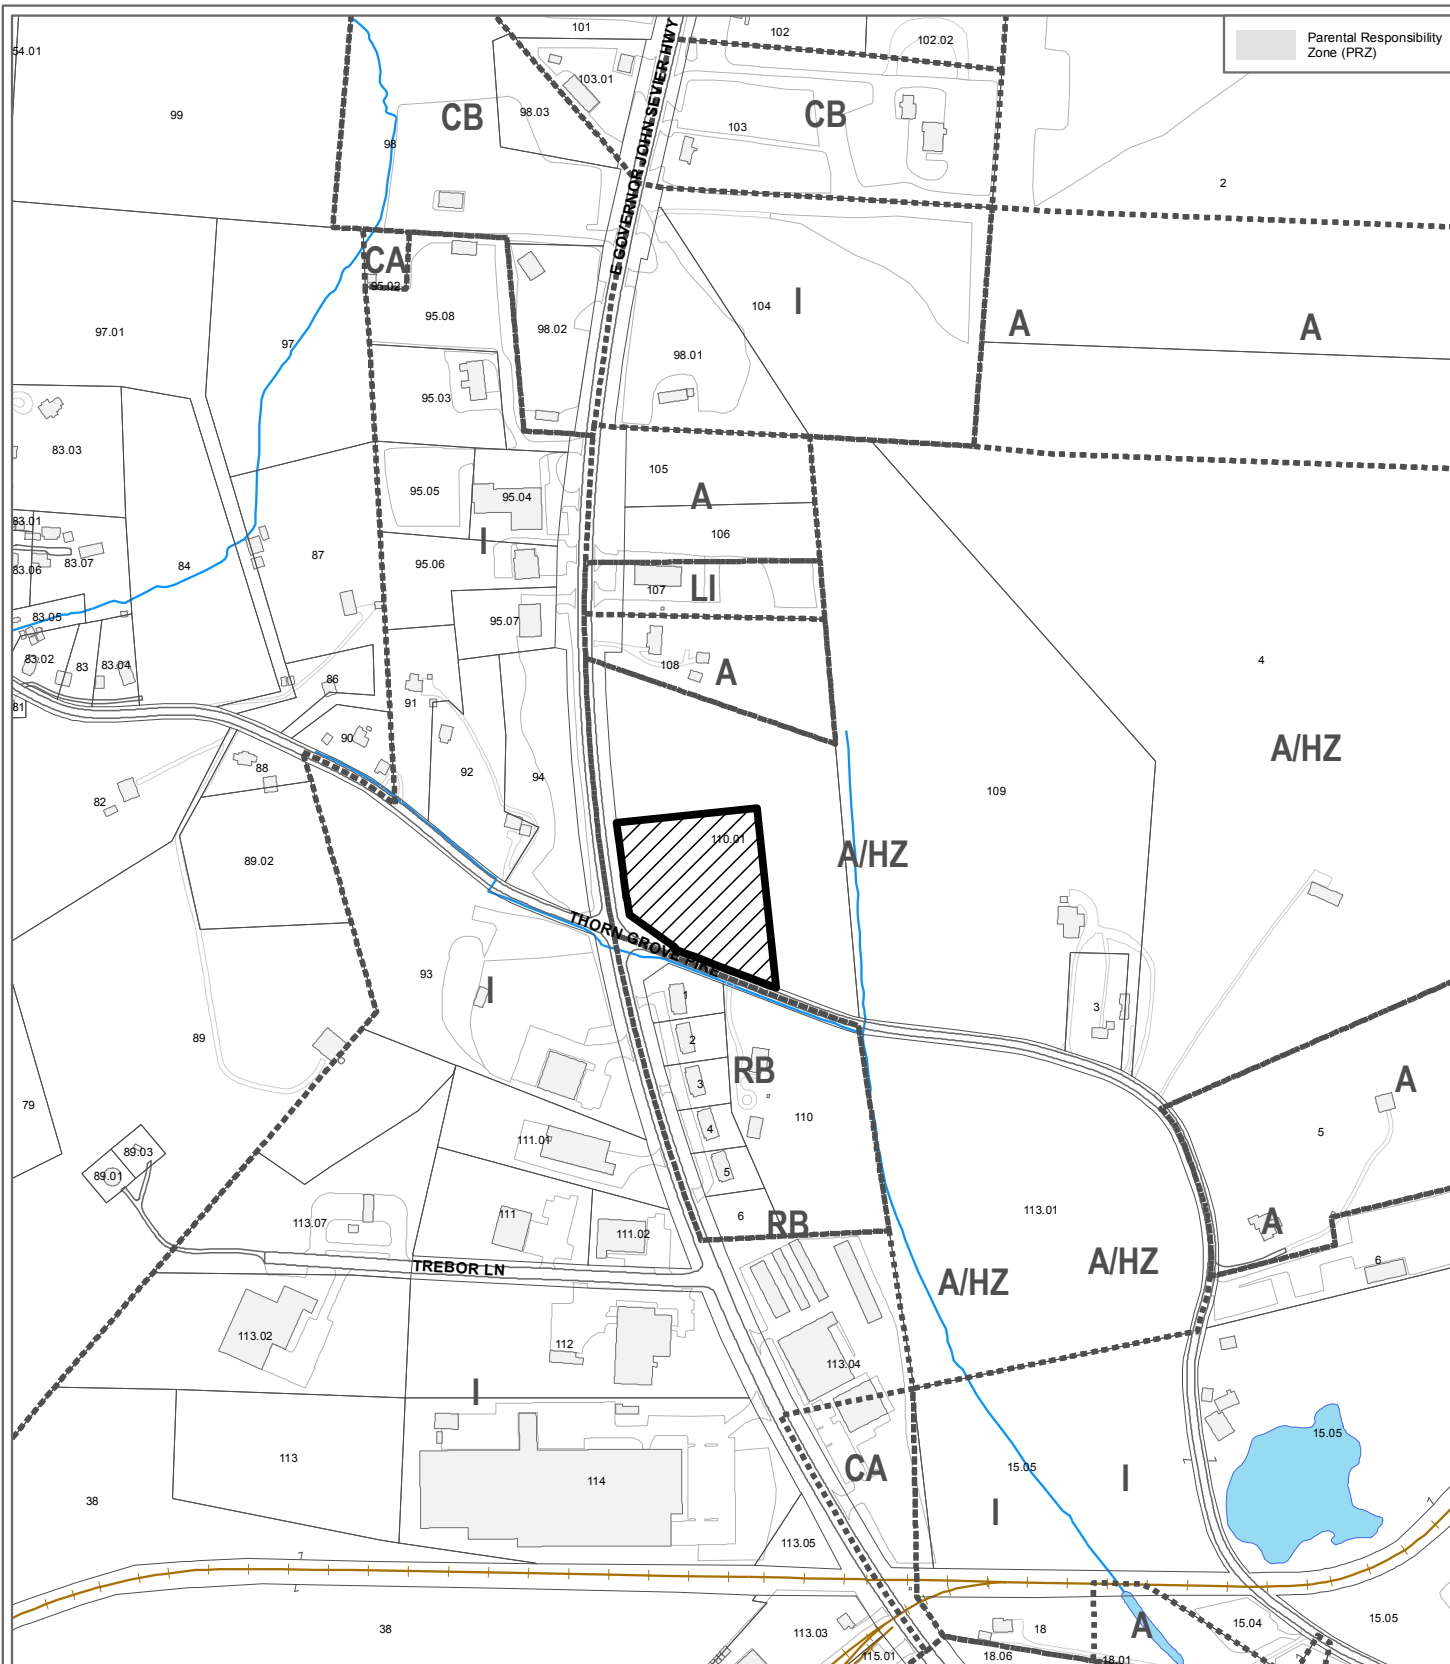 Parental Responsibility
Zone (PRZ)
101
102
102.02
54.01
103.01
99
CB
98.03
CB
103
98
2
E GOVERNOR JOHN SEVIER HWY
CA
95.02
I
104
95.08
A
A
97.01
97
98.02
98.01
95.03
83.03
105
95.05
95.04
A
83.01
106
I
87
95.06
83.07
84
83.06
107
LI
83.05
95.07
83.02
83
83.04
108
A
4
86
81
91
90
A/HZ
88
92
94
109
82
110.01
A/HZ
89.02
THORN GROVE PIKE
93
I
1
3
89
2
RB
3
A
79
110
4
5
111.01
89.03
5
89.01
6
RB
113.01
111
113.07
111.02
A
TREBOR LN
A/HZ
A/HZ
6
113.02
112
113.04
I
15.05
113
CA
15.05
I
114
38
I
113.05
38
113.03
18
A
15.04
15.05
115.01
18.06
18.01